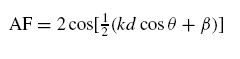 AF = 2 cos[½(kd cos θ + β)]